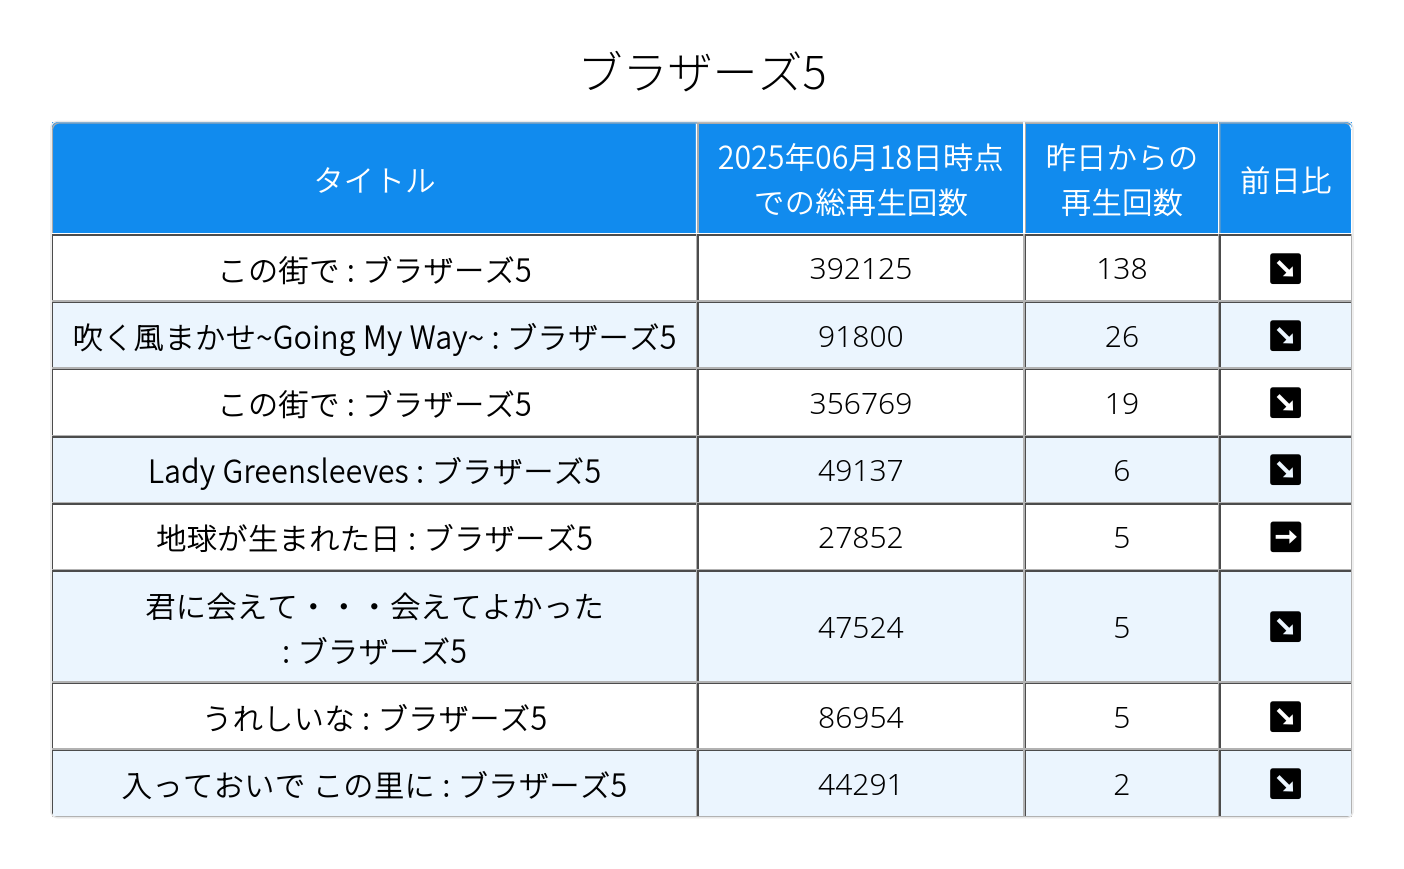 ブラザーズ5
タイトル
2025年06月18日時点
での総再生回数
昨日からの
再生回数
前日比
この街で : ブラザーズ5
392125
138
吹く風まかせ~Going My Way~ : ブラザーズ5
91800
26
この街で : ブラザーズ5
356769
19
Lady Greensleeves : ブラザーズ5
49137
6
地球が生まれた日 : ブラザーズ5
27852
5
君に会えて・・・会えてよかった
: ブラザーズ5
47524
5
うれしいな : ブラザーズ5
86954
5
入っておいで この里に : ブラザーズ5
44291
2